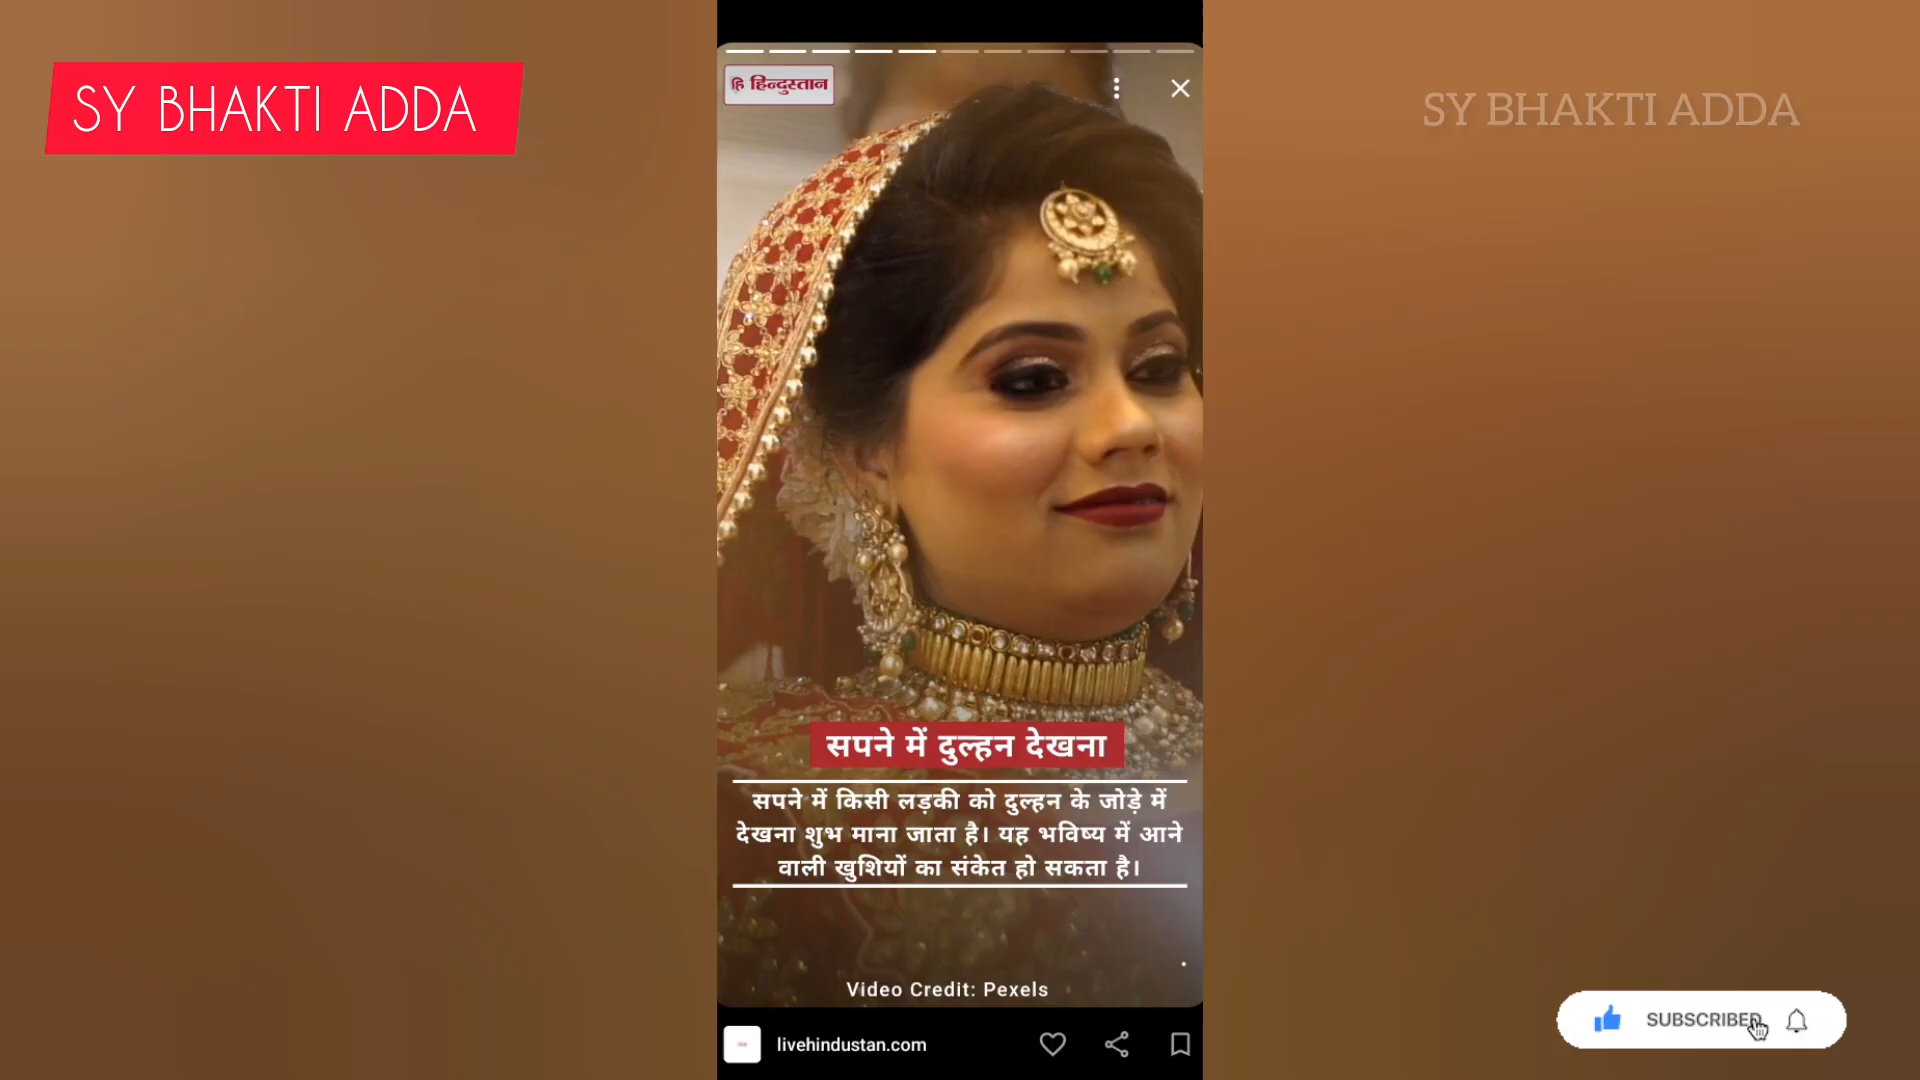 SY BHAKTI ADDA
SY BHAKTI ADDA
हि हिन्दुस्तान
सपने में दुल्हन देखना
सपने में किसी लड़की को दुल्हन के जोड़े में
देखना शुभ माना जाता है। यह भविष्य में आने
वाली खुशियों का संकेत हो सकता है।
Video Credit: Pexels
livehindustan.com
SUBSCRIBED